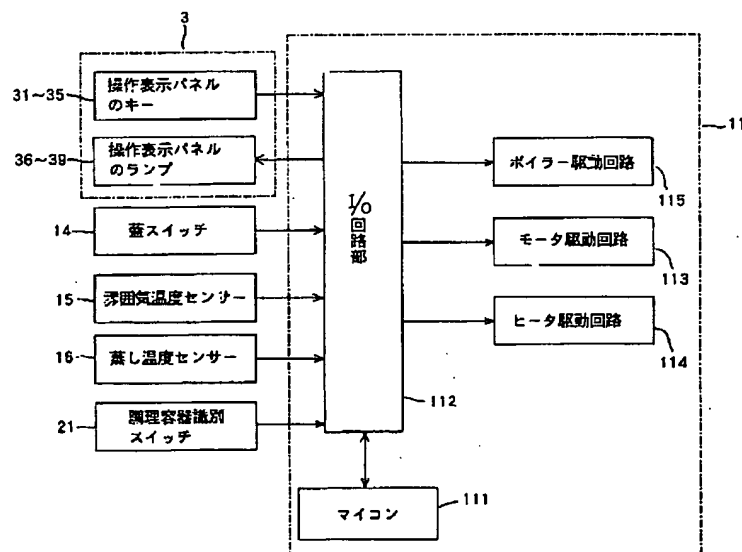 3
31~35
操作表示パネル
のキー
36~39
操作表示パネル
のランプ
14
蓋スイッチ
15
雰囲気温度センサー
16
蒸し温度センサー
21
調理容器識別
スイッチ
I/O
回路部
112
マイコン
111
ボイラー駆動回路
115
モータ駆動回路
113
ヒータ駆動回路
114
11